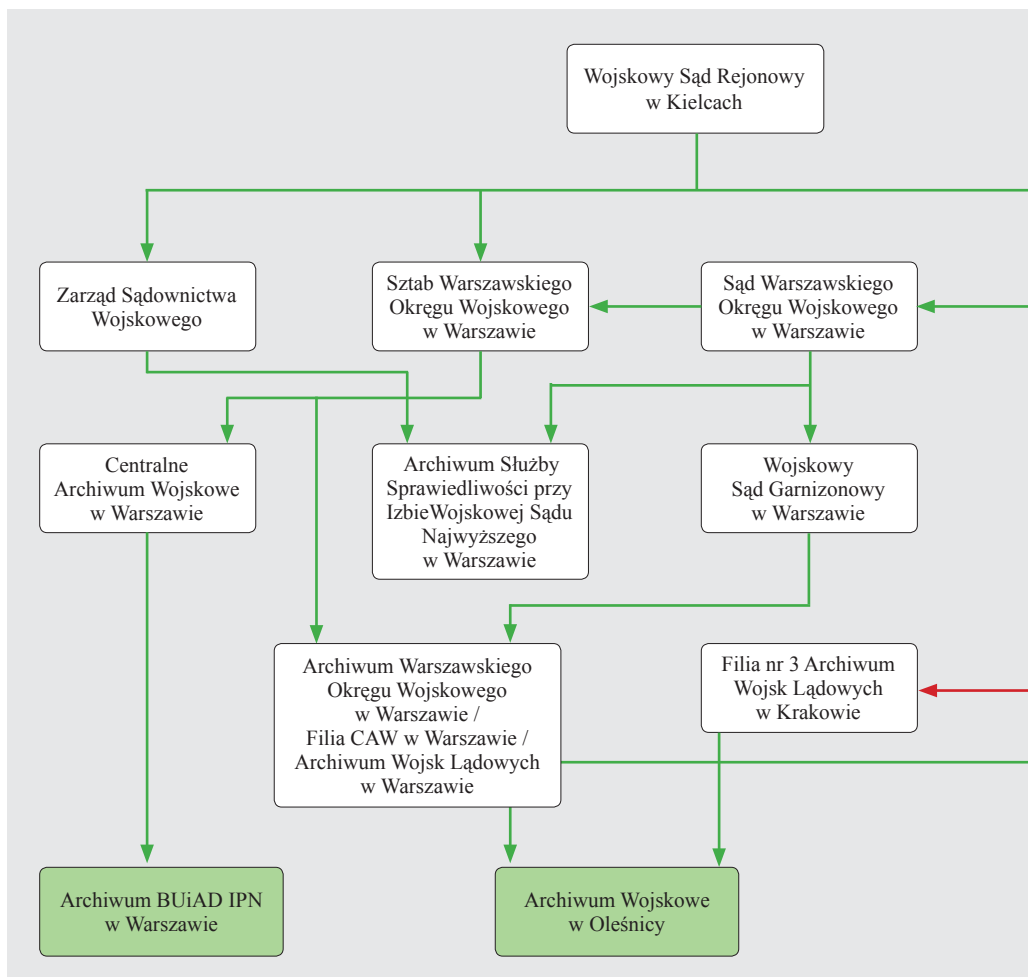 Wojskowy Sąd Rejonowy
w Kielcach
Zarząd Sądownictwa
Wojskowego
Sztab Warszawskiego
Okręgu Wojskowego
w Warszawie
Sąd Warszawskiego
Okręgu Wojskowego
w Warszawie
Centralne
Archiwum Wojskowe
w Warszawie
Archiwum Służby
Sprawiedliwości przy
IzbieWojskowej Sądu
Najwyższego
w Warszawie
Wojskowy
Sąd Garnizonowy
w Warszawie
Archiwum Warszawskiego
Okręgu Wojskowego
w Warszawie /
Filia CAW w Warszawie /
Archiwum Wojsk Lądowych
w Warszawie
Filia nr 3 Archiwum
Wojsk Lądowych
w Krakowie
Archiwum BUiAD IPN
w Warszawie
Archiwum Wojskowe
w Oleśnicy